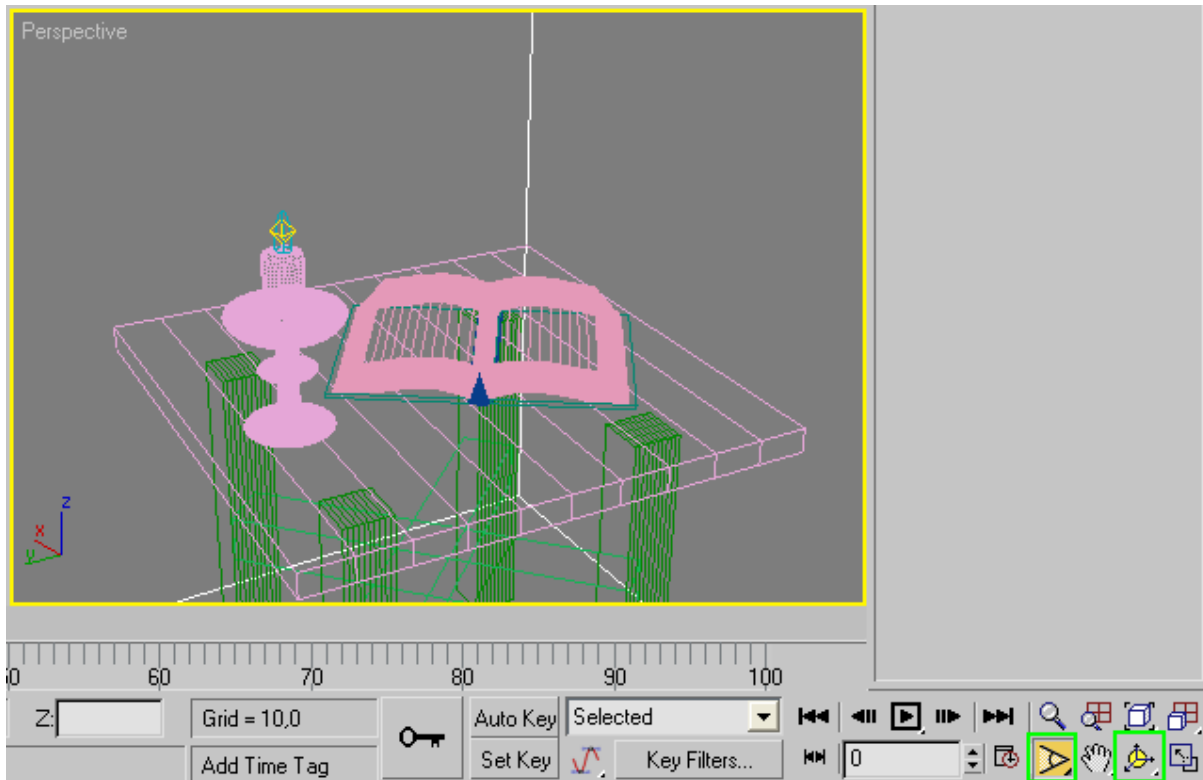 Perspective
z
x
y
60 70 80 90 100
Z: Grid = 10,0 Auto Key Selected
Add Time Tag Set Key Key Filters... 0